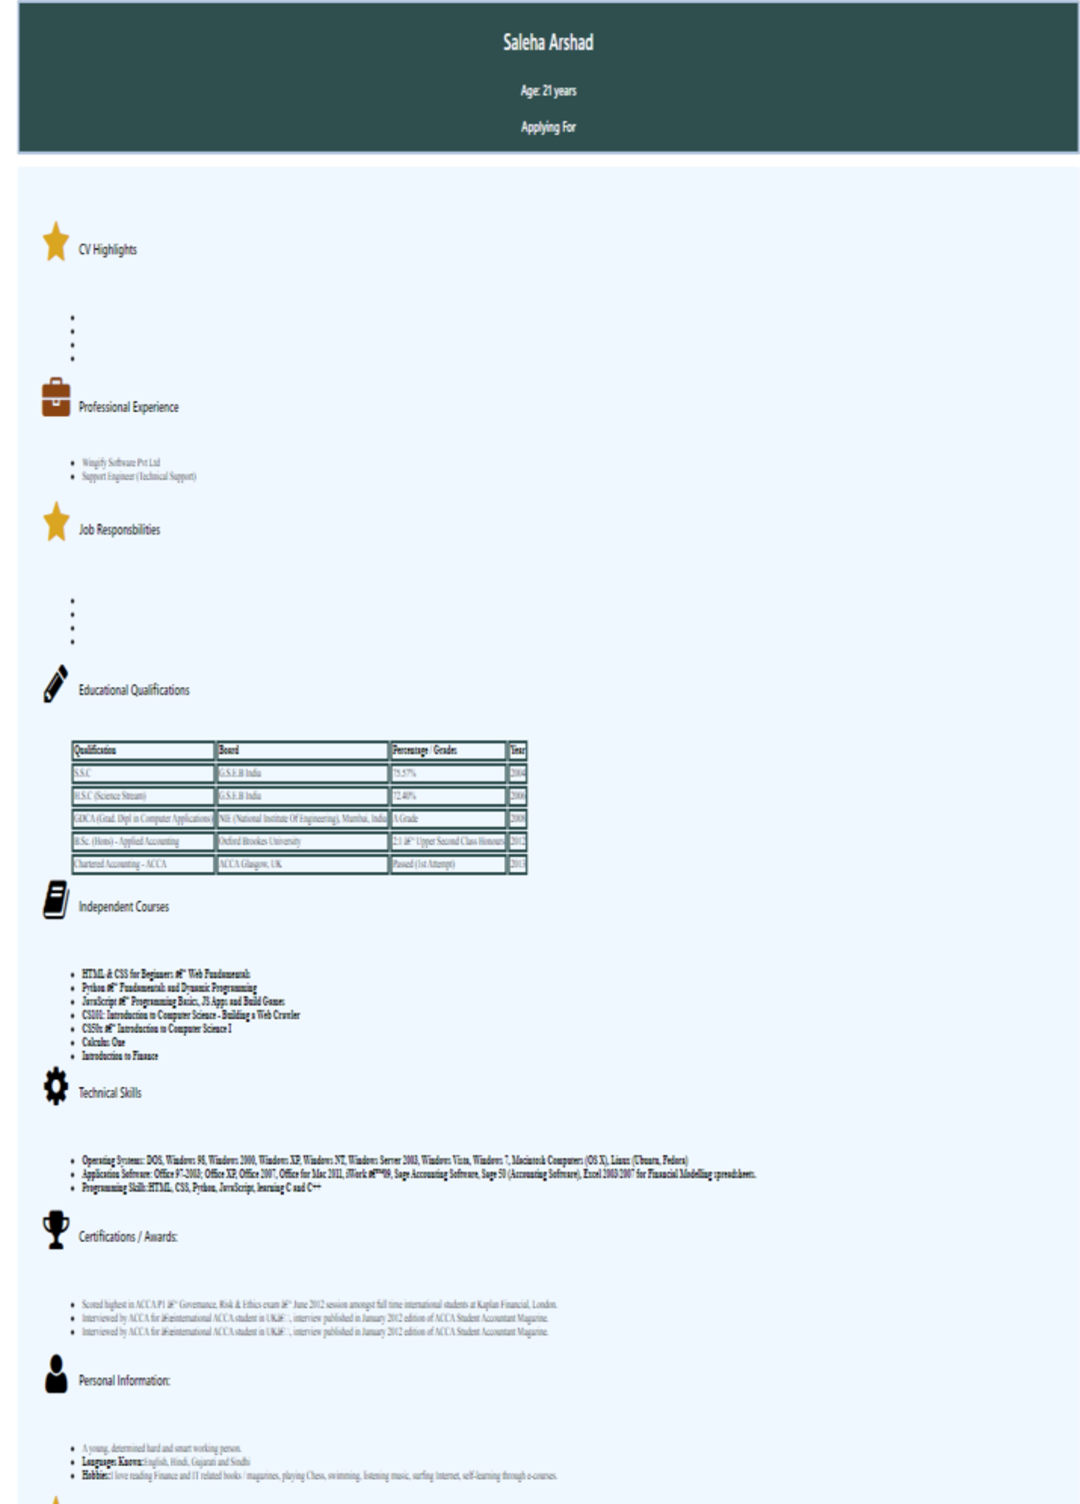 Saleha Arshad
Age: 21 years
Applying For
CV Highlights
Professional Experience
Wingify Software Pvt Ltd
Support Engineer (Technical Support)
Job Responsbilities
Educational Qualifications
Qualification Board Percentage / Grades Year
S.S.C G.S.E.B India 75.57% 2004
H.S.C (Science Stream) G.S.E.B India 72.40% 2006
GDCA (Grad. Dipl in Computer Applications) NIE (National Institute Of Engineering), Mumbai, India A Grade 2008
B.Sc. (Hons) - Applied Accounting Oxford Brookes University 2:1 â€“ Upper Second Class Honours 2012
Chartered Accounting - ACCA ACCA Glasgow, UK Passed (1st Attempt) 2013
Independent Courses
HTML & CSS for Beginners â€“ Web Fundamentals
Python â€“ Fundamentals and Dynamic Programming
JavaScript â€“ Programming Basics, JS Apps and Build Games
CS101: Introduction to Computer Science - Building a Web Crawler
CS50x â€“ Introduction to Computer Science I
Calculus One
Introduction to Finance
Technical Skills
Operating Systems: DOS, Windows 98, Windows 2000, Windows XP, Windows NT, Windows Server 2003, Windows Vista, Windows 7, Macintosh Computers (OS X), Linux (Ubuntu, Fedora)
Application Software: Office 97-2003; Office XP, Office 2007, Office for Mac 2011, iWork â€™09, Sage Accounting Software, Sage 50 (Accounting Software), Excel 2003/2007 for Financial Modelling spreadsheets.
Programming Skills:HTML, CSS, Python, JavaScript, learning C and C++
Certifications / Awards:
Scored highest in ACCA P1 â€“ Governance, Risk & Ethics exam â€“ June 2012 session amongst full time international students at Kaplan Financial, London.
Interviewed by ACCA for â€œinternational ACCA student in UKâ€, interview published in January 2012 edition of ACCA Student Accountant Magazine.
Interviewed by ACCA for â€œinternational ACCA student in UKâ€, interview published in January 2012 edition of ACCA Student Accountant Magazine.
Personal Information:
A young, determined hard and smart working person.
Languages Known:English, Hindi, Gujarati and Sindhi
Hobbies:I love reading Finance and IT related books / magazines, playing Chess, swimming, listening music, surfing Internet, self-learning through e-courses.